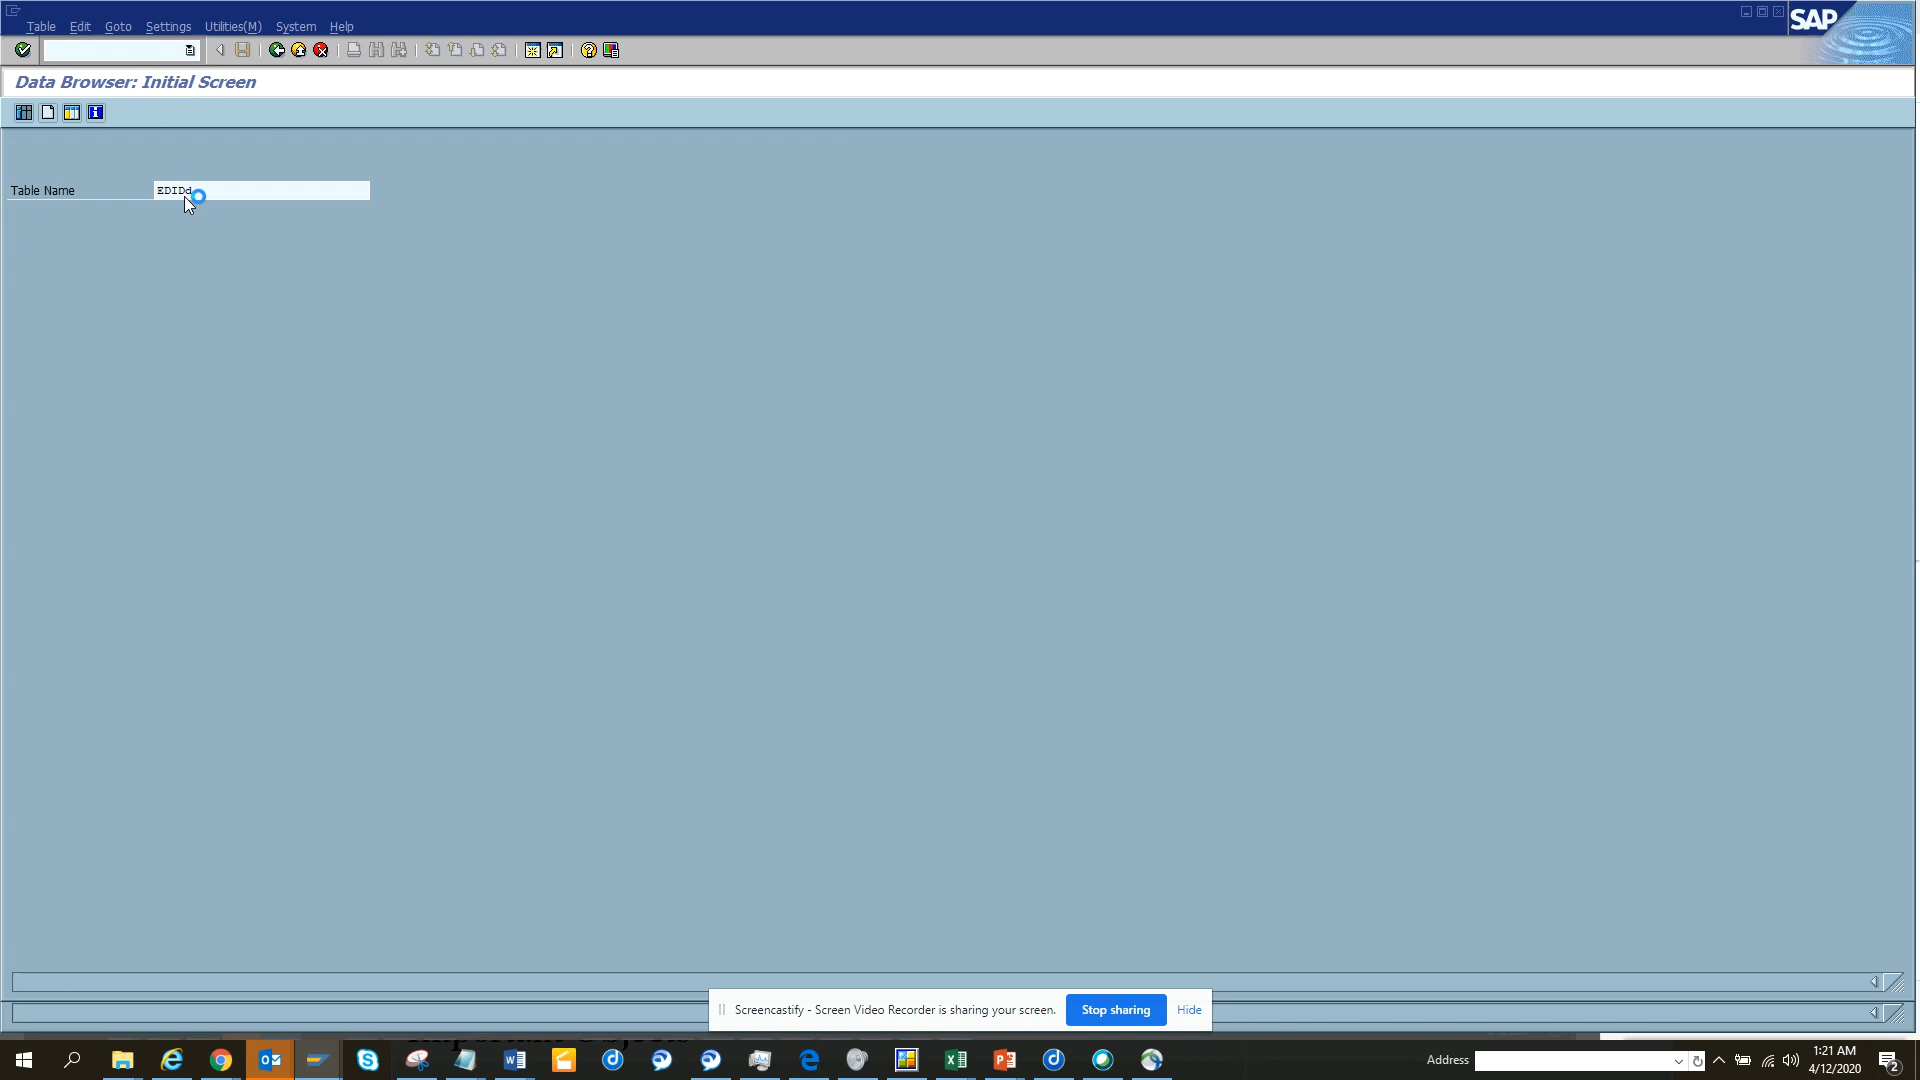 Table Edit Goto Settings Utilities(M) System Help
SAP
Data Browser: Initial Screen
Table Name EDIDd
Screencastify - Screen Video Recorder is sharing your screen. Stop sharing Hide
Address
1:21 AM
4/12/2020
2